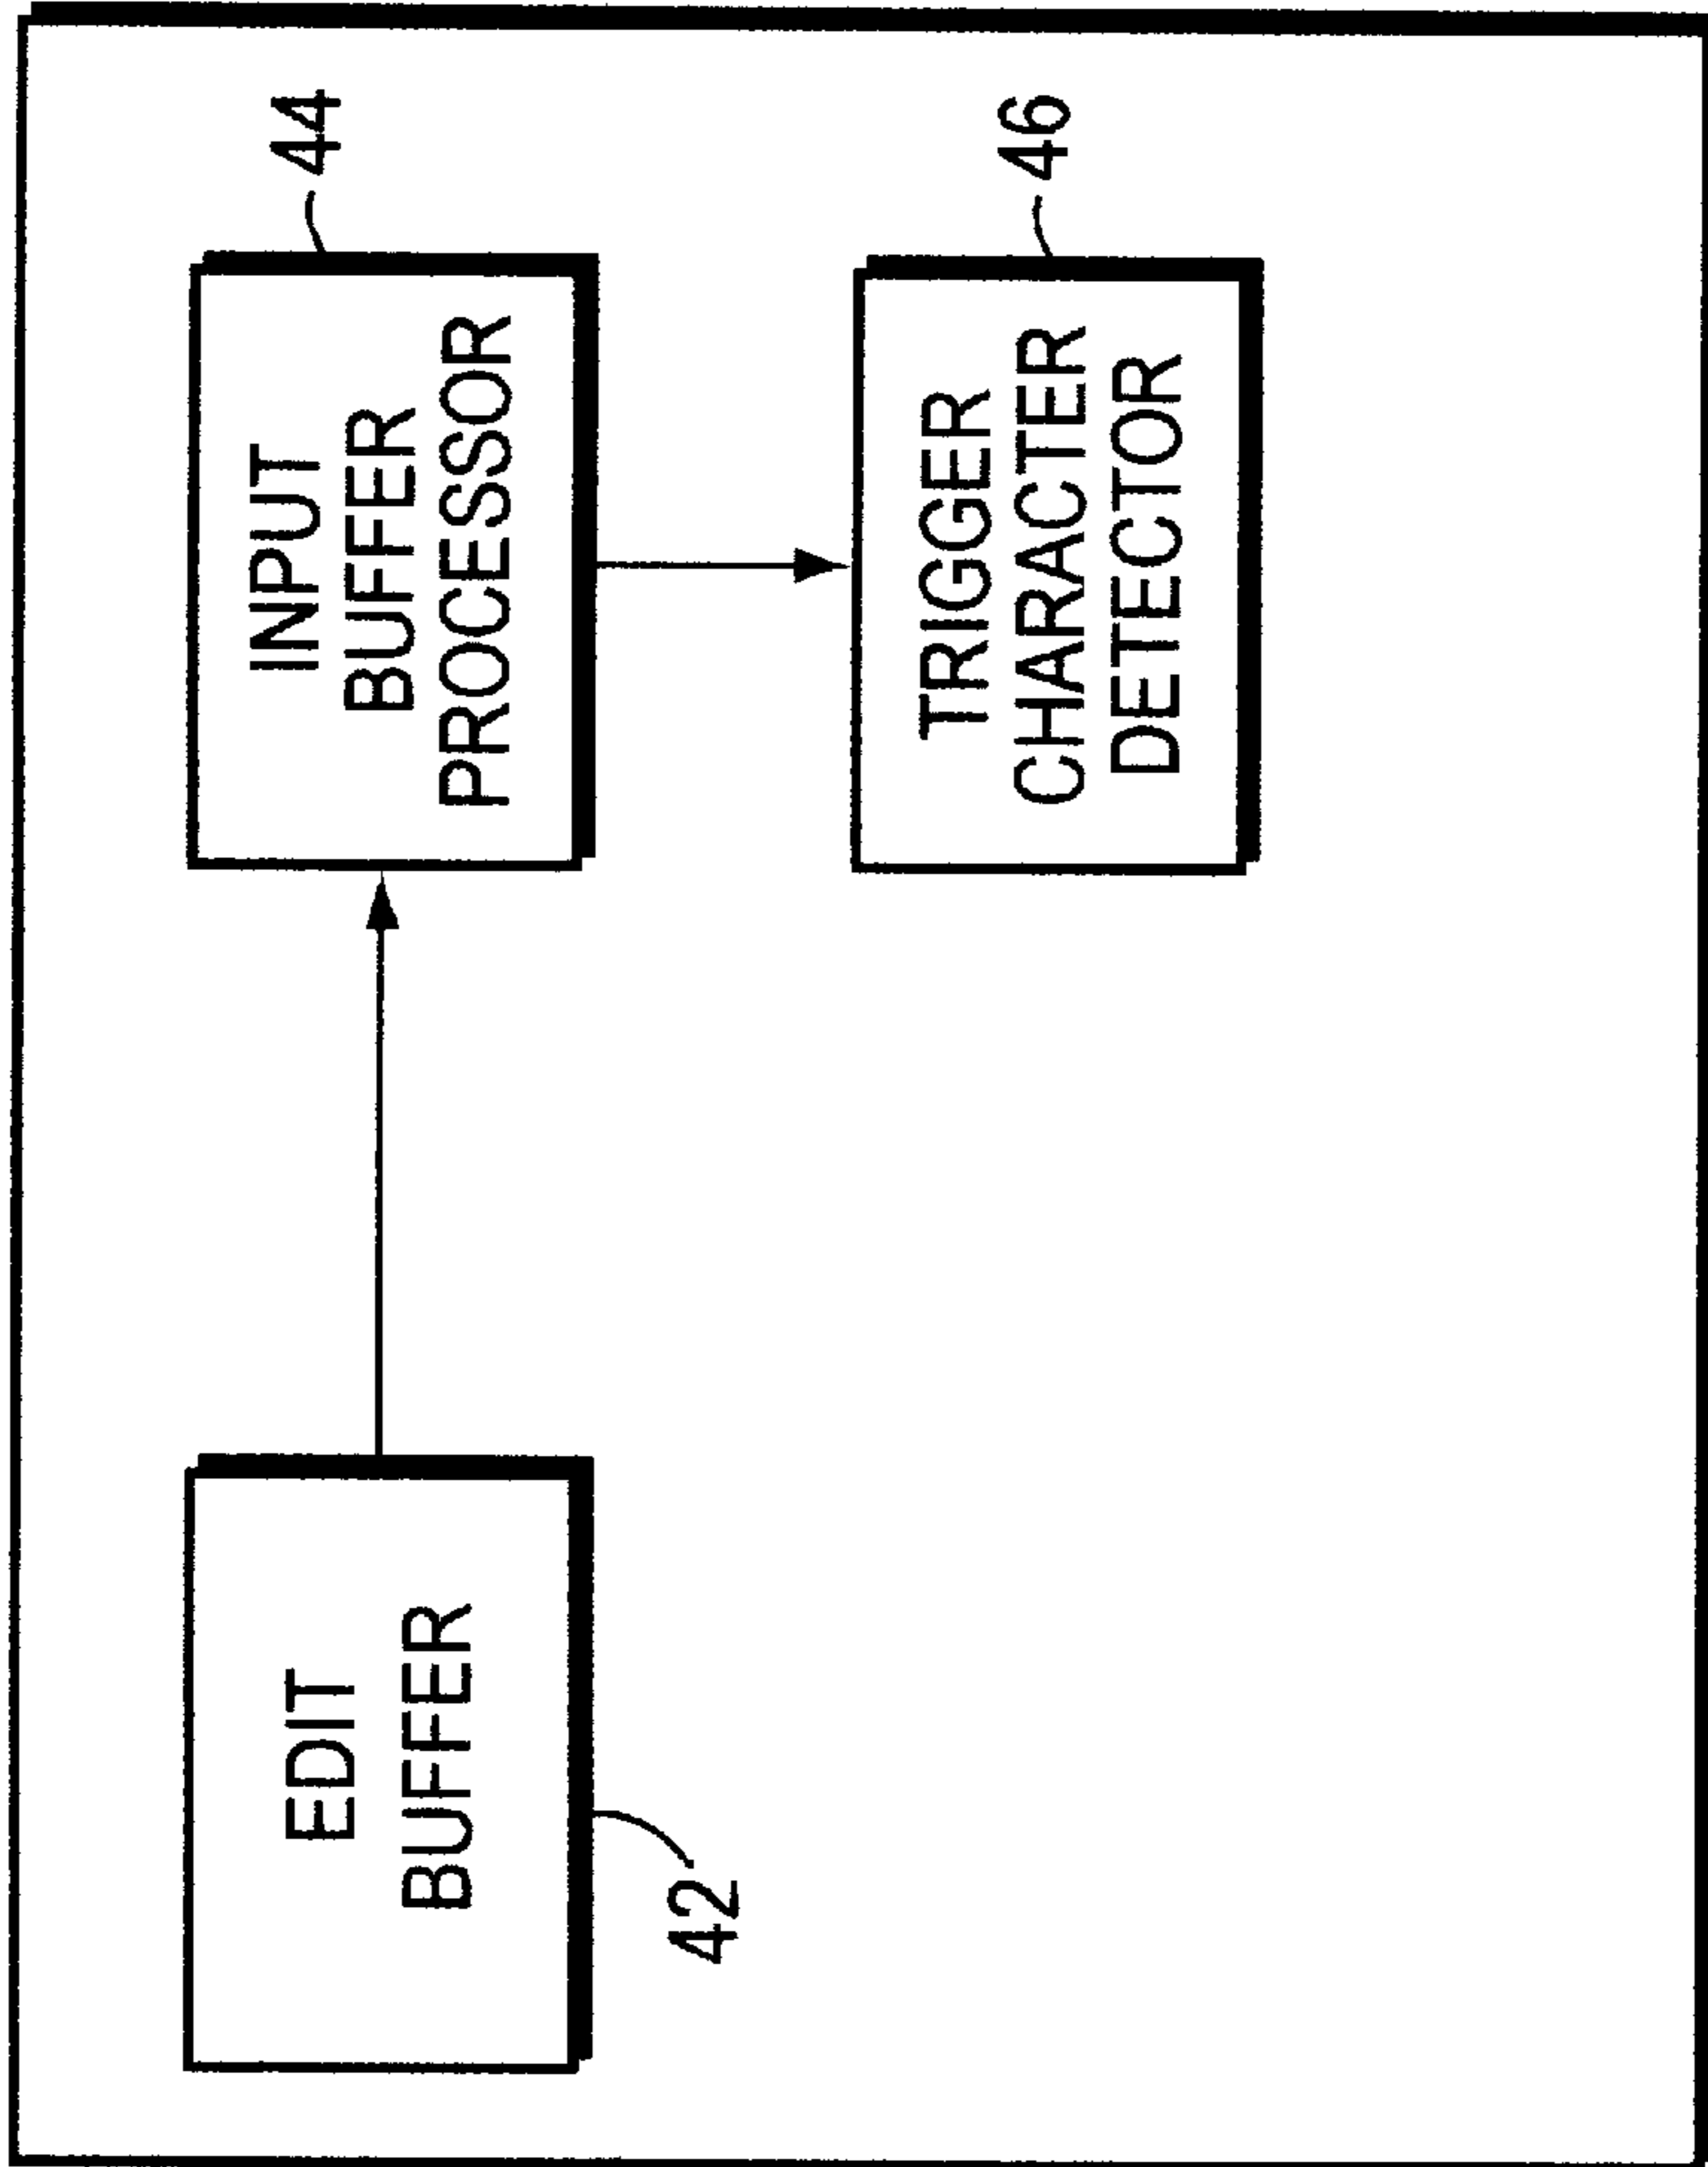 EDIT
BUFFER
42
INPUT
BUFFER
PROCESSOR
44
TRIGGER
CHARACTER
DETECTOR
46